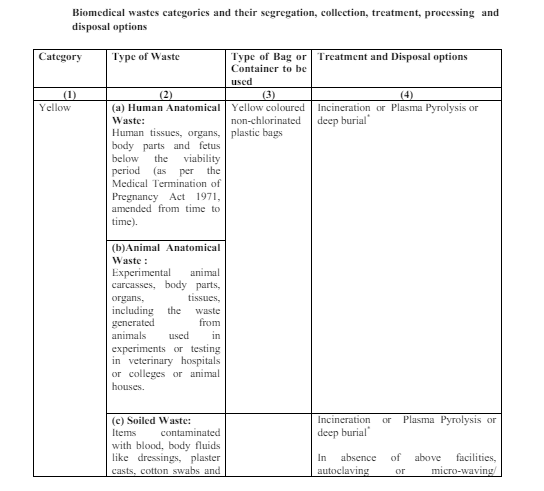 Biomedical wastes categories and their segregation, collection, treatment, processing and
disposal options
Category
Type of Waste
Type of Bag or
Container to be
used
Treatment and Disposal options
(1)
(2)
(3)
(4)
Yellow
(a) Human Anatomical
Waste:
Human tissues, organs,
body parts and fetus
below the viability
period (as per the
Medical Termination of
Pregnancy Act 1971,
amended from time to
time).
Yellow coloured
non-chlorinated
plastic bags
Incineration or Plasma Pyrolysis or
deep burial*
(b)Animal Anatomical
Waste :
Experimental animal
carcasses, body parts,
organs, tissues,
including the waste
generated from
animals used in
experiments or testing
in veterinary hospitals
or colleges or animal
houses.
(c) Soiled Waste:
Items contaminated
with blood, body fluids
like dressings, plaster
casts, cotton swabs and
Incineration or Plasma Pyrolysis or
deep burial*
In absence of above facilities,
autoclaving or micro-waving/